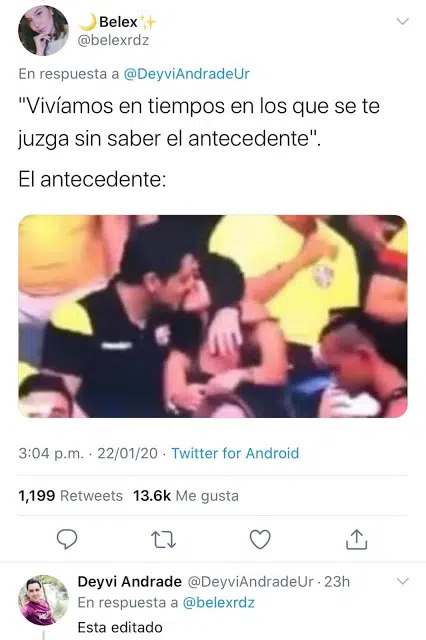 🌙Belex✨
@belexrdz
En respuesta a @DeyviAndradeUr
"Vivíamos en tiempos en los que se te
juzga sin saber el antecedente".
El antecedente:
3:04 p.m. · 22/01/20 · Twitter for Android
1,199 Retweets 13.6k Me gusta
Deyvi Andrade @DeyviAndradeUr · 23h
En respuesta a @belexrdz
Esta editado